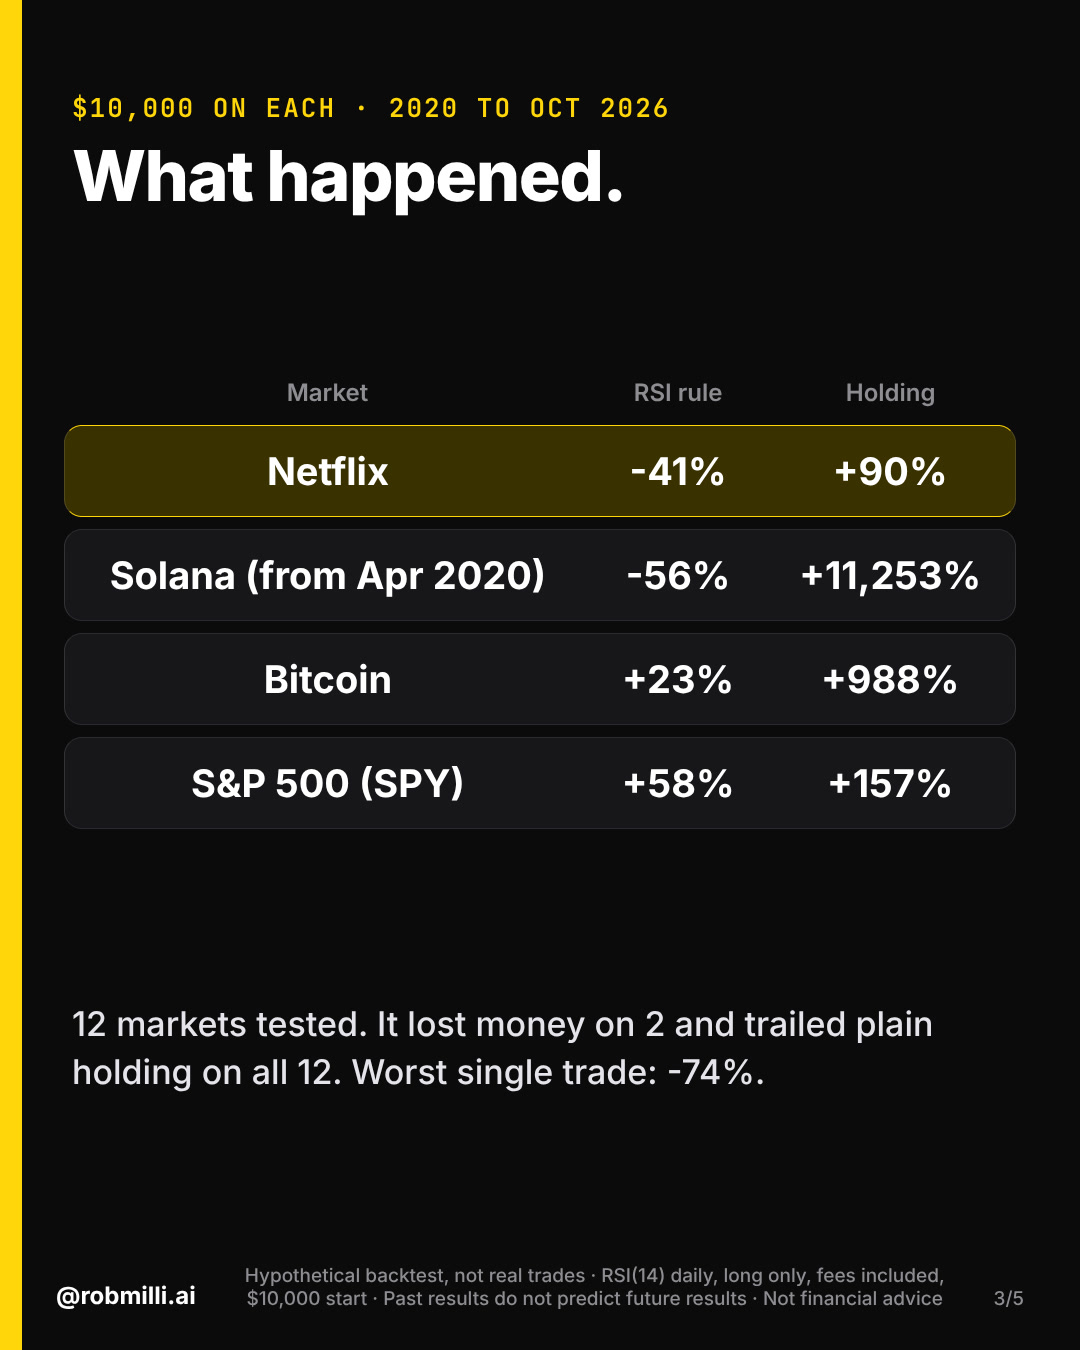 $10,000 ON EACH · 2020 TO OCT 2026
What happened.
Market RSI rule Holding
Netflix -41% +90%
Solana (from Apr 2020) -56% +11,253%
Bitcoin +23% +988%
S&P 500 (SPY) +58% +157%
12 markets tested. It lost money on 2 and trailed plain
holding on all 12. Worst single trade: -74%.
@robmilli.ai
Hypothetical backtest, not real trades · RSI(14) daily, long only, fees included,
$10,000 start · Past results do not predict future results · Not financial advice
3/5